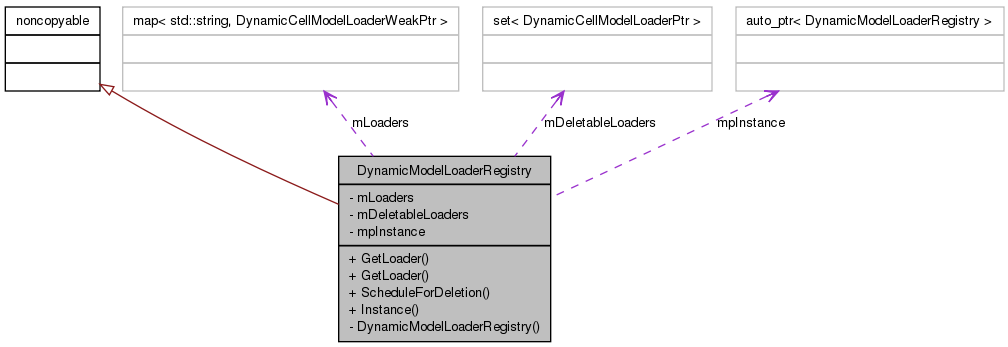 noncopyable
map< std::string, DynamicCellModelLoaderWeakPtr >
set< DynamicCellModelLoaderPtr >
auto_ptr< DynamicModelLoaderRegistry >
mLoaders
mDeletableLoaders
mpInstance
DynamicModelLoaderRegistry
- mLoaders
- mDeletableLoaders
- mpInstance
+ GetLoader()
+ GetLoader()
+ ScheduleForDeletion()
+ Instance()
- DynamicModelLoaderRegistry()